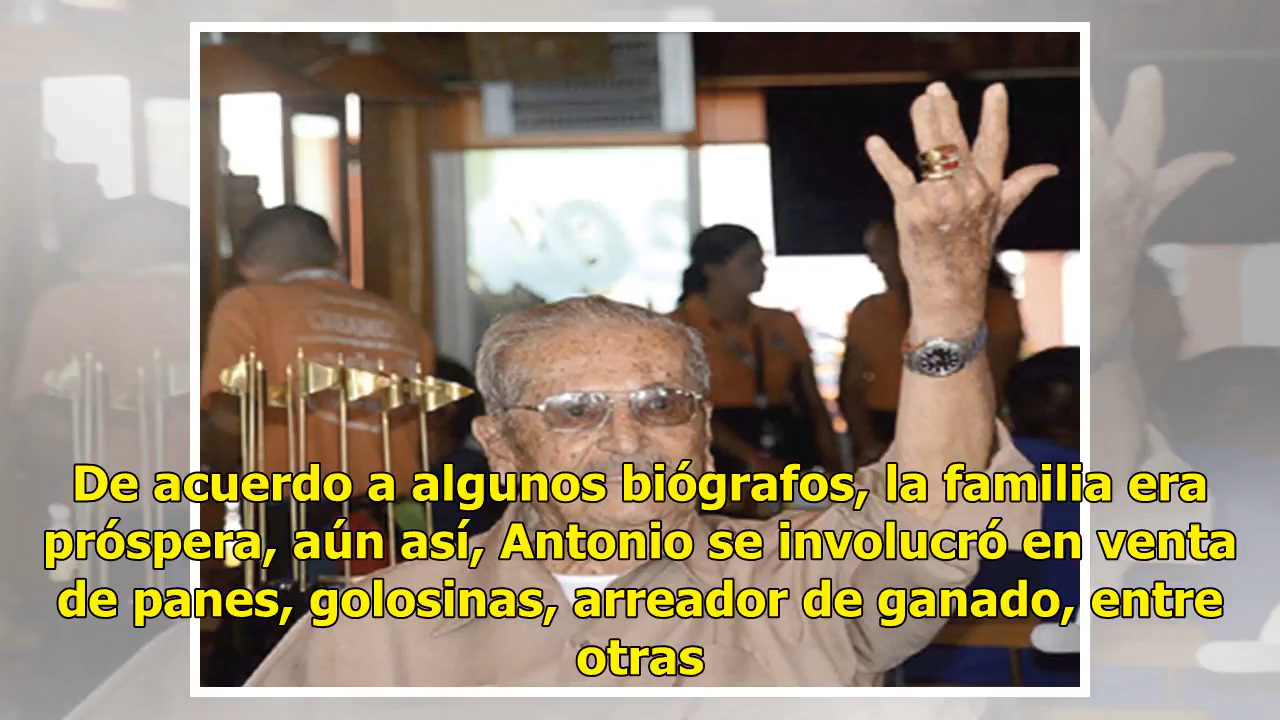 De acuerdo a algunos biógrafos, la familia era
próspera, aún así, Antonio se involucró en venta
de panes, golosinas, arreador de ganado, entre
otras